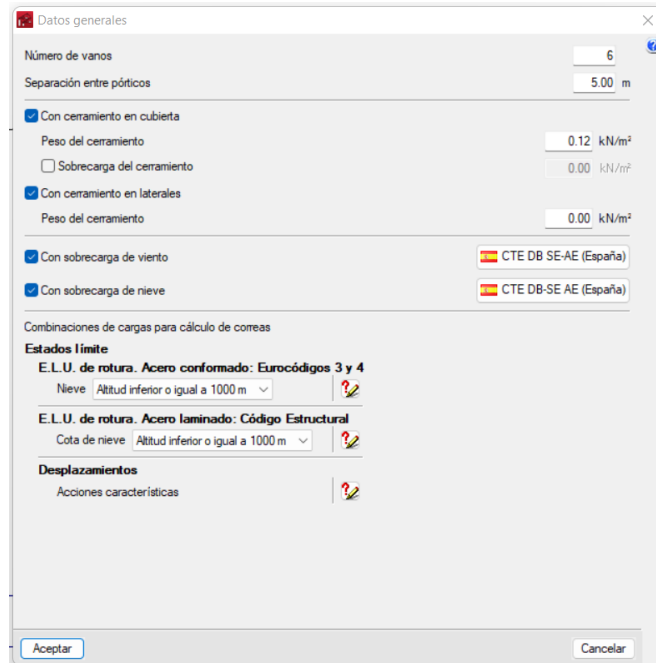 Datos generales
Número de vanos 6
Separación entre pórticos 5.00 m
Con cerramiento en cubierta
Peso del cerramiento 0.12 kN/m²
Sobrecarga del cerramiento 0.00 kN/m²
Con cerramiento en laterales
Peso del cerramiento 0.00 kN/m²
Con sobrecarga de viento CTE DB SE-AE (España)
Con sobrecarga de nieve CTE DB-SE AE (España)
Combinaciones de cargas para cálculo de correas
Estados límite
E.L.U. de rotura. Acero conformado: Eurocódigos 3 y 4
Nieve Altitud inferior o igual a 1000 m
E.L.U. de rotura. Acero laminado: Código Estructural
Cota de nieve Altitud inferior o igual a 1000 m
Desplazamientos
Acciones características
Aceptar Cancelar